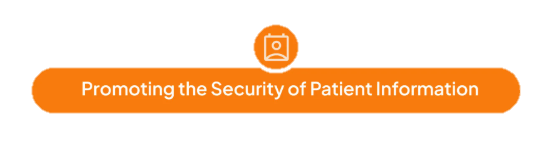 Promoting the Security of Patient Information